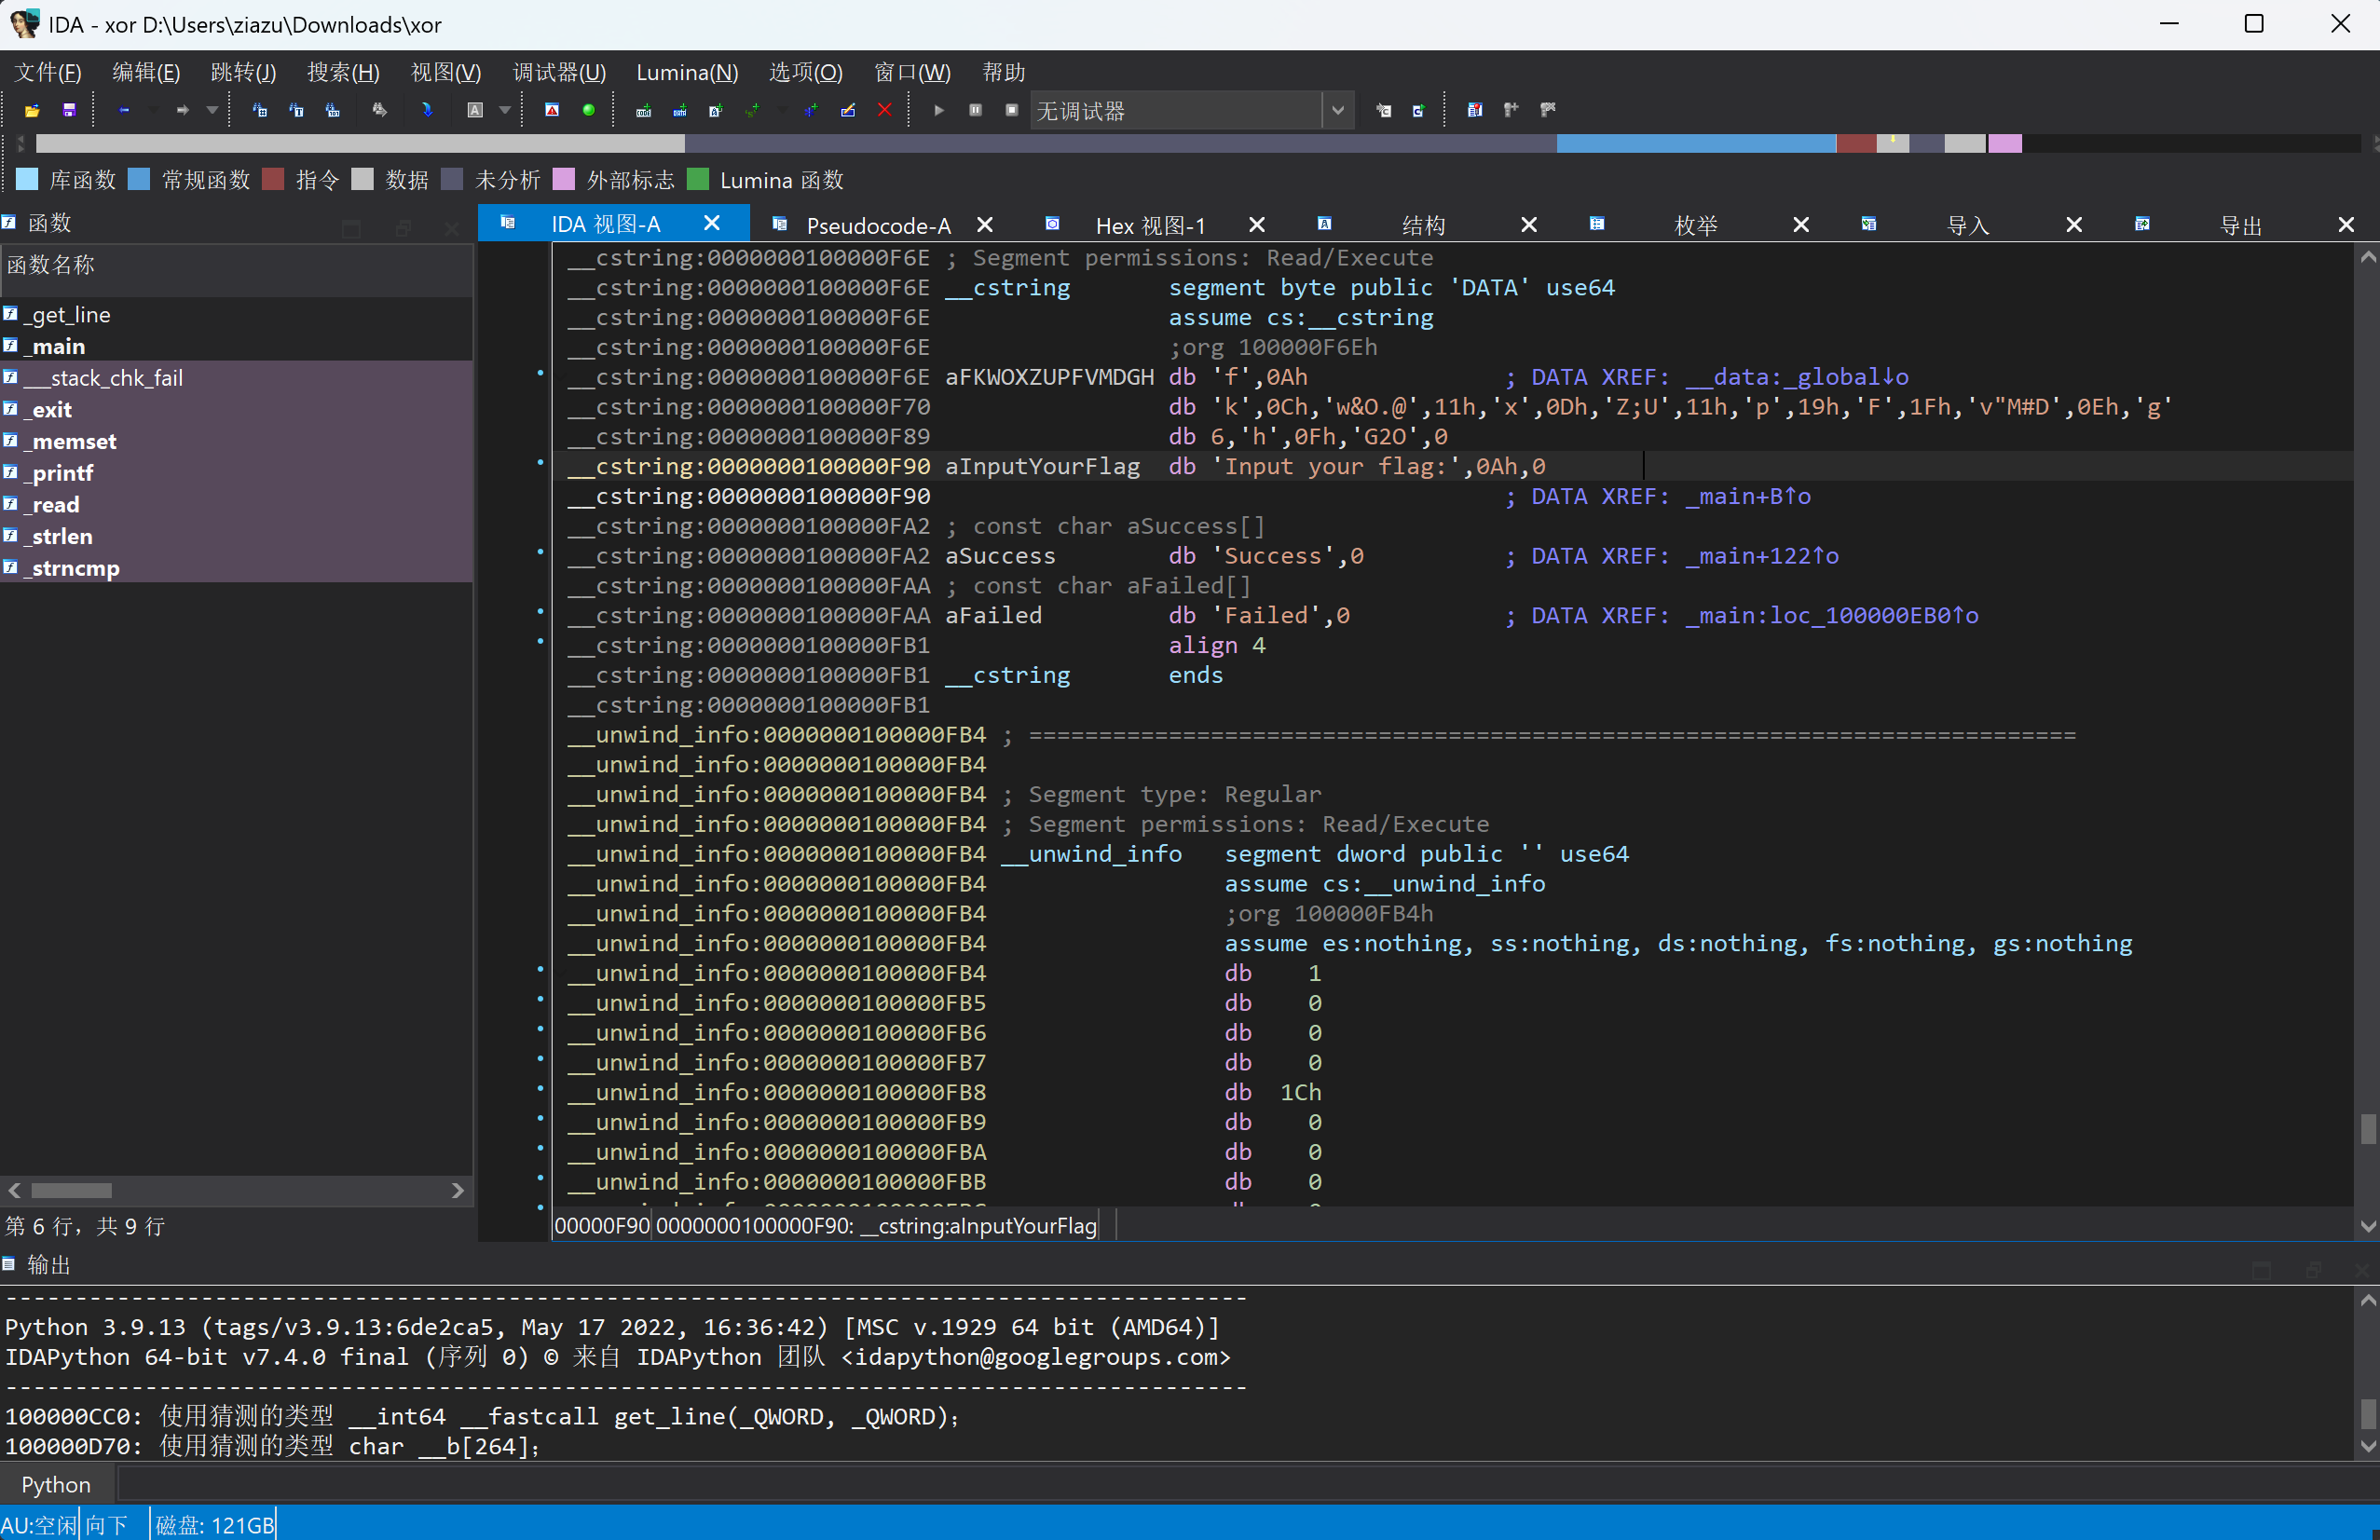 IDA - xor D:\Users\ziazu\Downloads\xor
文件(F) 编辑(E) 跳转(J) 搜索(H) 视图(V) 调试器(U) Lumina(N) 选项(O) 窗口(W) 帮助
无调试器
库函数 常规函数 指令 数据 未分析 外部标志 Lumina 函数
函数
IDA 视图-A Pseudocode-A Hex 视图-1 结构 枚举 导入 导出
函数名称
_get_line
_main
___stack_chk_fail
_exit
_memset
_printf
_read
_strlen
_strncmp
第 6 行，共 9 行
__cstring:0000000100000F6E ; Segment permissions: Read/Execute
__cstring:0000000100000F6E __cstring       segment byte public 'DATA' use64
__cstring:0000000100000F6E                 assume cs:__cstring
__cstring:0000000100000F6E                 ;org 100000F6Eh
__cstring:0000000100000F6E aFKWOXZUPFVMDGH db 'f',0Ah              ; DATA XREF: __data:_global↓o
__cstring:0000000100000F70                 db 'k',0Ch,'w&O.@',11h,'x',0Dh,'Z;U',11h,'p',19h,'F',1Fh,'v"M#D',0Eh,'g'
__cstring:0000000100000F89                 db 6,'h',0Fh,'G2O',0
__cstring:0000000100000F90 aInputYourFlag  db 'Input your flag:',0Ah,0
__cstring:0000000100000F90                                         ; DATA XREF: _main+B↑o
__cstring:0000000100000FA2 ; const char aSuccess[]
__cstring:0000000100000FA2 aSuccess        db 'Success',0          ; DATA XREF: _main+122↑o
__cstring:0000000100000FAA ; const char aFailed[]
__cstring:0000000100000FAA aFailed         db 'Failed',0           ; DATA XREF: _main:loc_100000EB0↑o
__cstring:0000000100000FB1                 align 4
__cstring:0000000100000FB1 __cstring       ends
__cstring:0000000100000FB1
__unwind_info:0000000100000FB4 ; ===========================================================================
__unwind_info:0000000100000FB4
__unwind_info:0000000100000FB4 ; Segment type: Regular
__unwind_info:0000000100000FB4 ; Segment permissions: Read/Execute
__unwind_info:0000000100000FB4 __unwind_info   segment dword public '' use64
__unwind_info:0000000100000FB4                 assume cs:__unwind_info
__unwind_info:0000000100000FB4                 ;org 100000FB4h
__unwind_info:0000000100000FB4                 assume es:nothing, ss:nothing, ds:nothing, fs:nothing, gs:nothing
__unwind_info:0000000100000FB4                 db    1
__unwind_info:0000000100000FB5                 db    0
__unwind_info:0000000100000FB6                 db    0
__unwind_info:0000000100000FB7                 db    0
__unwind_info:0000000100000FB8                 db  1Ch
__unwind_info:0000000100000FB9                 db    0
__unwind_info:0000000100000FBA                 db    0
__unwind_info:0000000100000FBB                 db    0
00000F90 0000000100000F90: __cstring:aInputYourFlag
输出
-----------------------------------------------------------------------------------------
Python 3.9.13 (tags/v3.9.13:6de2ca5, May 17 2022, 16:36:42) [MSC v.1929 64 bit (AMD64)]
IDAPython 64-bit v7.4.0 final (序列 0) © 来自 IDAPython 团队 <idapython@googlegroups.com>
-----------------------------------------------------------------------------------------
100000CC0: 使用猜测的类型 __int64 __fastcall get_line(_QWORD, _QWORD);
100000D70: 使用猜测的类型 char __b[264];
Python
AU:空闲 向下 磁盘: 121GB